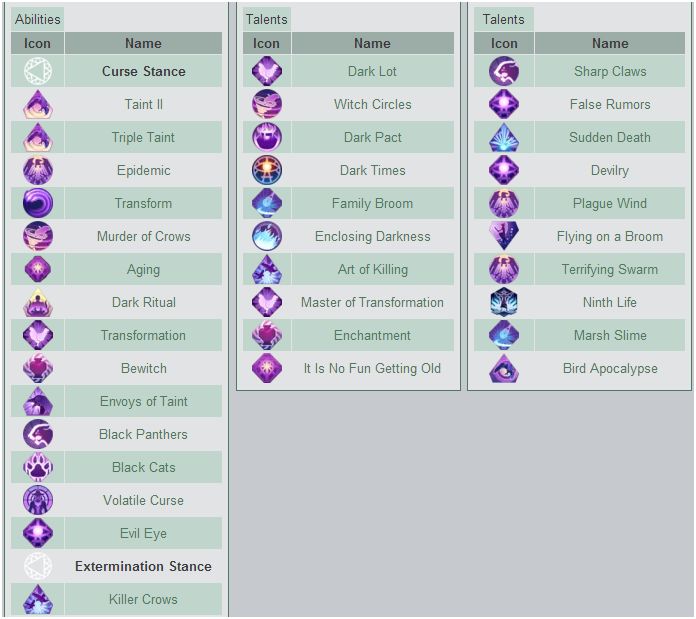 Abilities
Icon Name
Curse Stance
Taint II
Triple Taint
Epidemic
Transform
Murder of Crows
Aging
Dark Ritual
Transformation
Bewitch
Envoys of Taint
Black Panthers
Black Cats
Volatile Curse
Evil Eye
Extermination Stance
Killer Crows
Talents
Icon Name
Dark Lot
Witch Circles
Dark Pact
Dark Times
Family Broom
Enclosing Darkness
Art of Killing
Master of Transformation
Enchantment
It Is No Fun Getting Old
Talents
Icon Name
Sharp Claws
False Rumors
Sudden Death
Devilry
Plague Wind
Flying on a Broom
Terrifying Swarm
Ninth Life
Marsh Slime
Bird Apocalypse